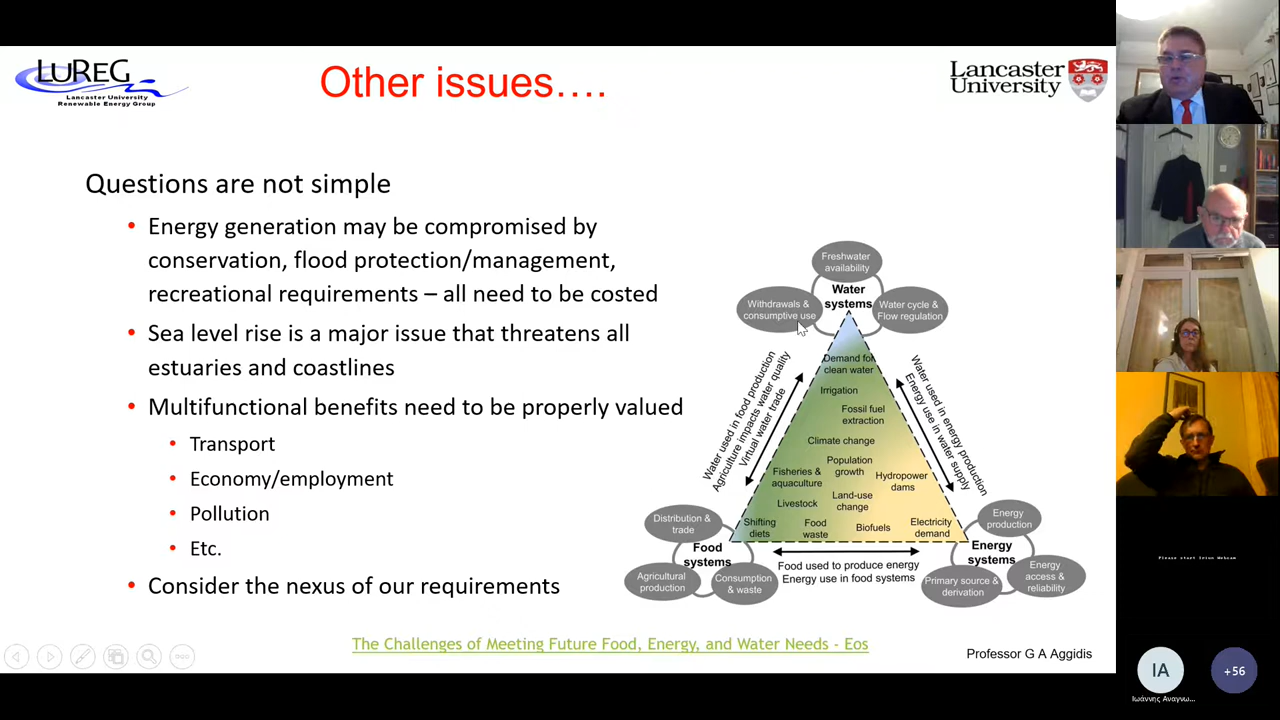 LUREG
Lancaster University
Renewable Energy Group
Other issues....
Lancaster
University
Questions are not simple
• Energy generation may be compromised by
conservation, flood protection/management,
recreational requirements – all need to be costed
• Sea level rise is a major issue that threatens all
estuaries and coastlines
• Multifunctional benefits need to be properly valued
• Transport
• Economy/employment
• Pollution
• Etc.
• Consider the nexus of our requirements
Freshwater
availability
Water
systems
Withdrawals &
consumptive use
Water cycle &
Flow regulation
Water used in food production
Agriculture impacts water quality
Virtual water trade
Water used in energy production
Energy use in water supply
Demand for
clean water
Irrigation
Fossil fuel
extraction
Climate change
Population
growth
Fisheries &
aquaculture
Hydropower
dams
Livestock
Land-use
change
Shifting
diets
Food
waste
Biofuels
Electricity
demand
Distribution &
trade
Food
systems
Agricultural
production
Consumption
& waste
Food used to produce energy
Energy use in food systems
Energy
production
Energy
systems
Primary source &
derivation
Energy
access &
reliability
The Challenges of Meeting Future Food, Energy, and Water Needs - Eos
Professor G A Aggidis
Please start Iriun Webcam
IA
+56
Ιωάννης Αναγνω...